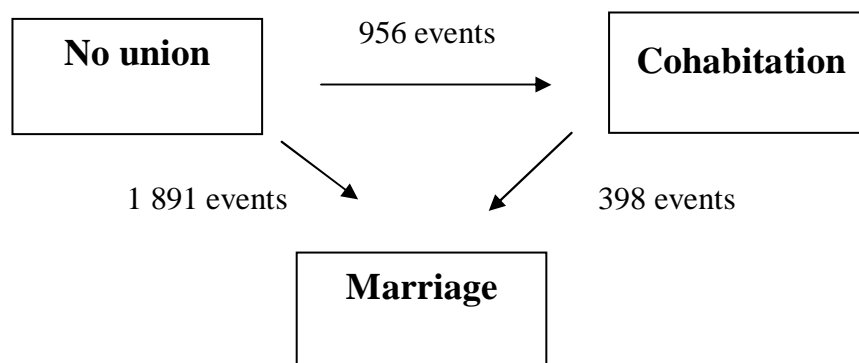 956 events
No union
Cohabitation
1 891 events
398 events
Marriage